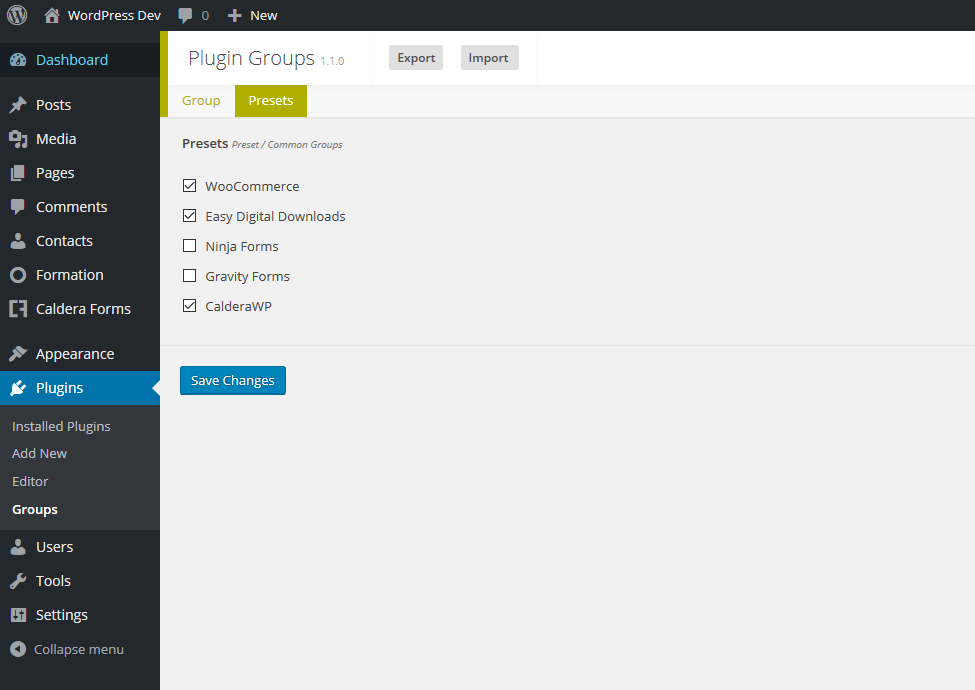 WordPress Dev 0 New
Dashboard
Posts
Media
Pages
Comments
Contacts
Formation
Caldera Forms
Appearance
Plugins
Installed Plugins
Add New
Editor
Groups
Users
Tools
Settings
Collapse menu
Plugin Groups 1.1.0 Export Import
Group Presets
Presets Preset / Common Groups
WooCommerce
Easy Digital Downloads
Ninja Forms
Gravity Forms
CalderaWP
Save Changes